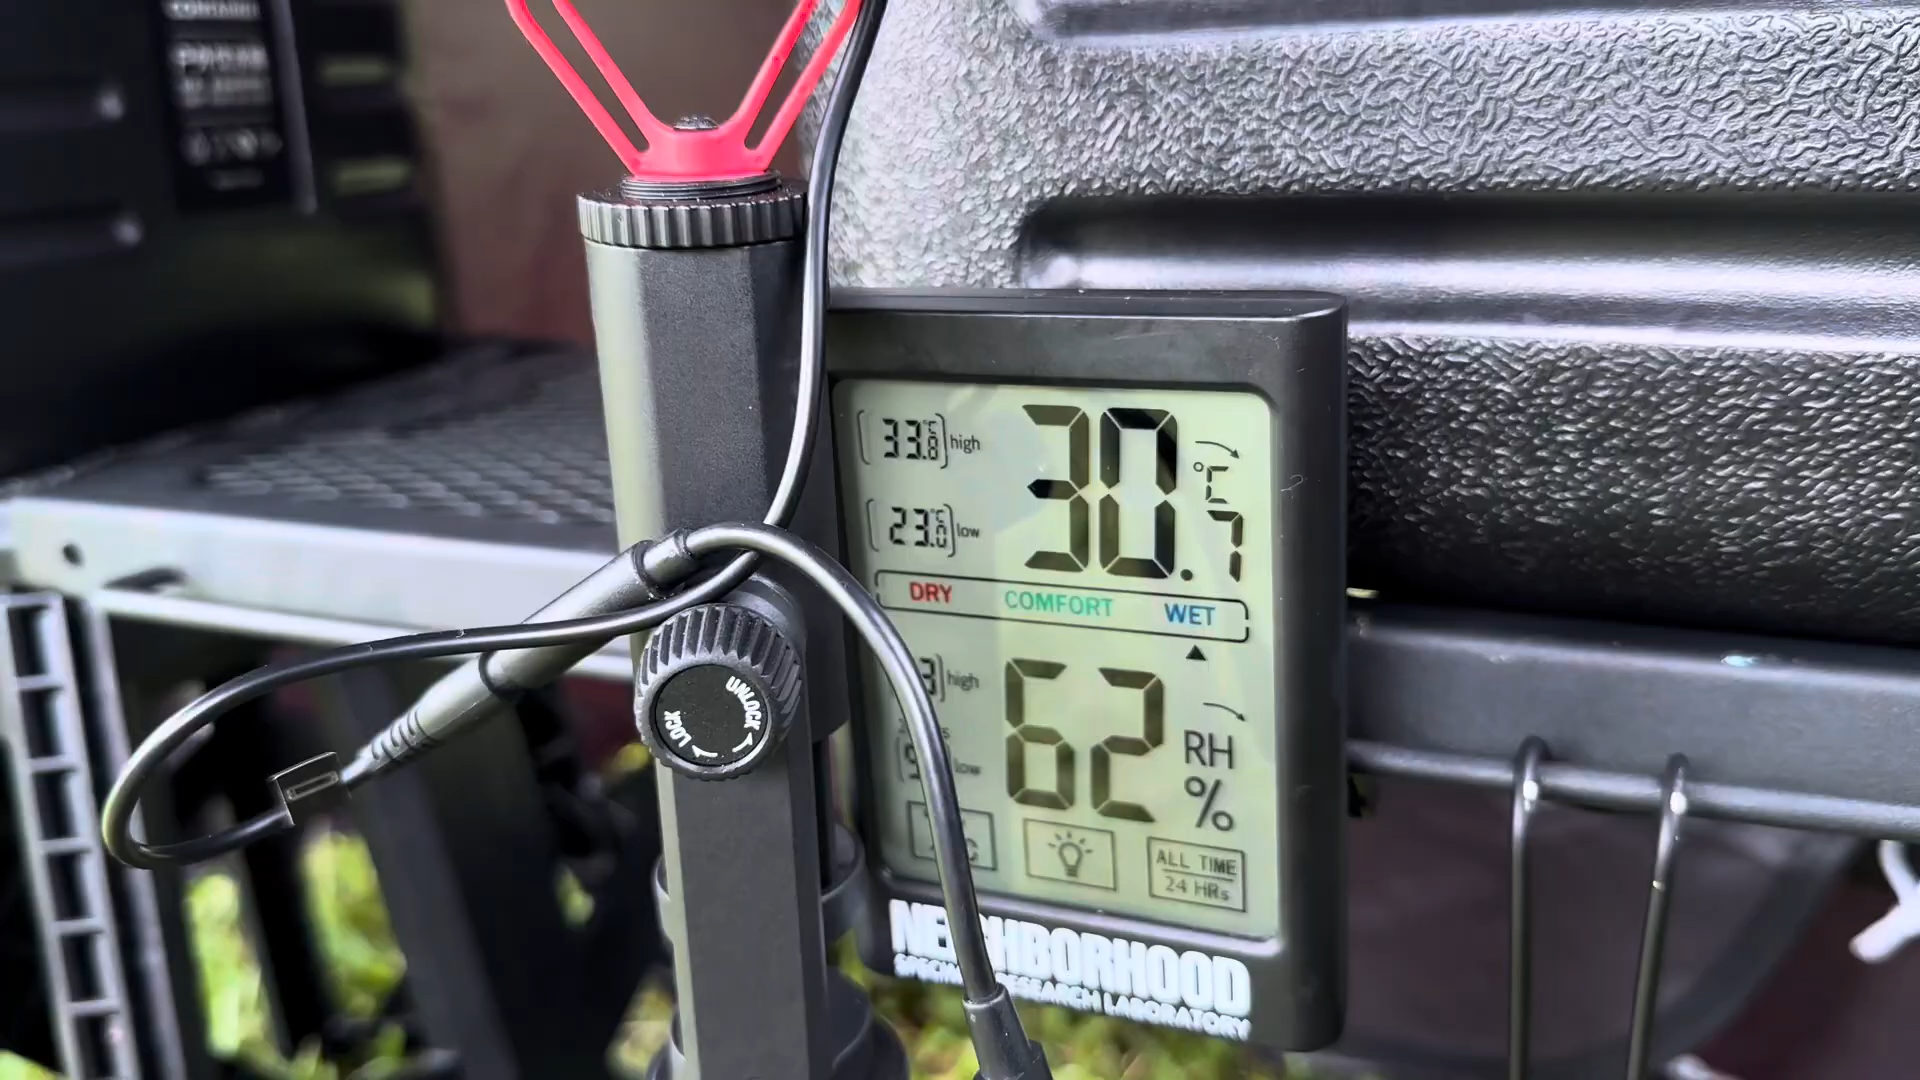 CONTAINER
UNLOCK
LOCK
33.8 °C high
30.7 °C
23.0 °C low
DRY COMFORT WET
high
62 RH %
low
ALL TIME
24 HRs
NEIGHBORHOOD
RESEARCH LABORATORY